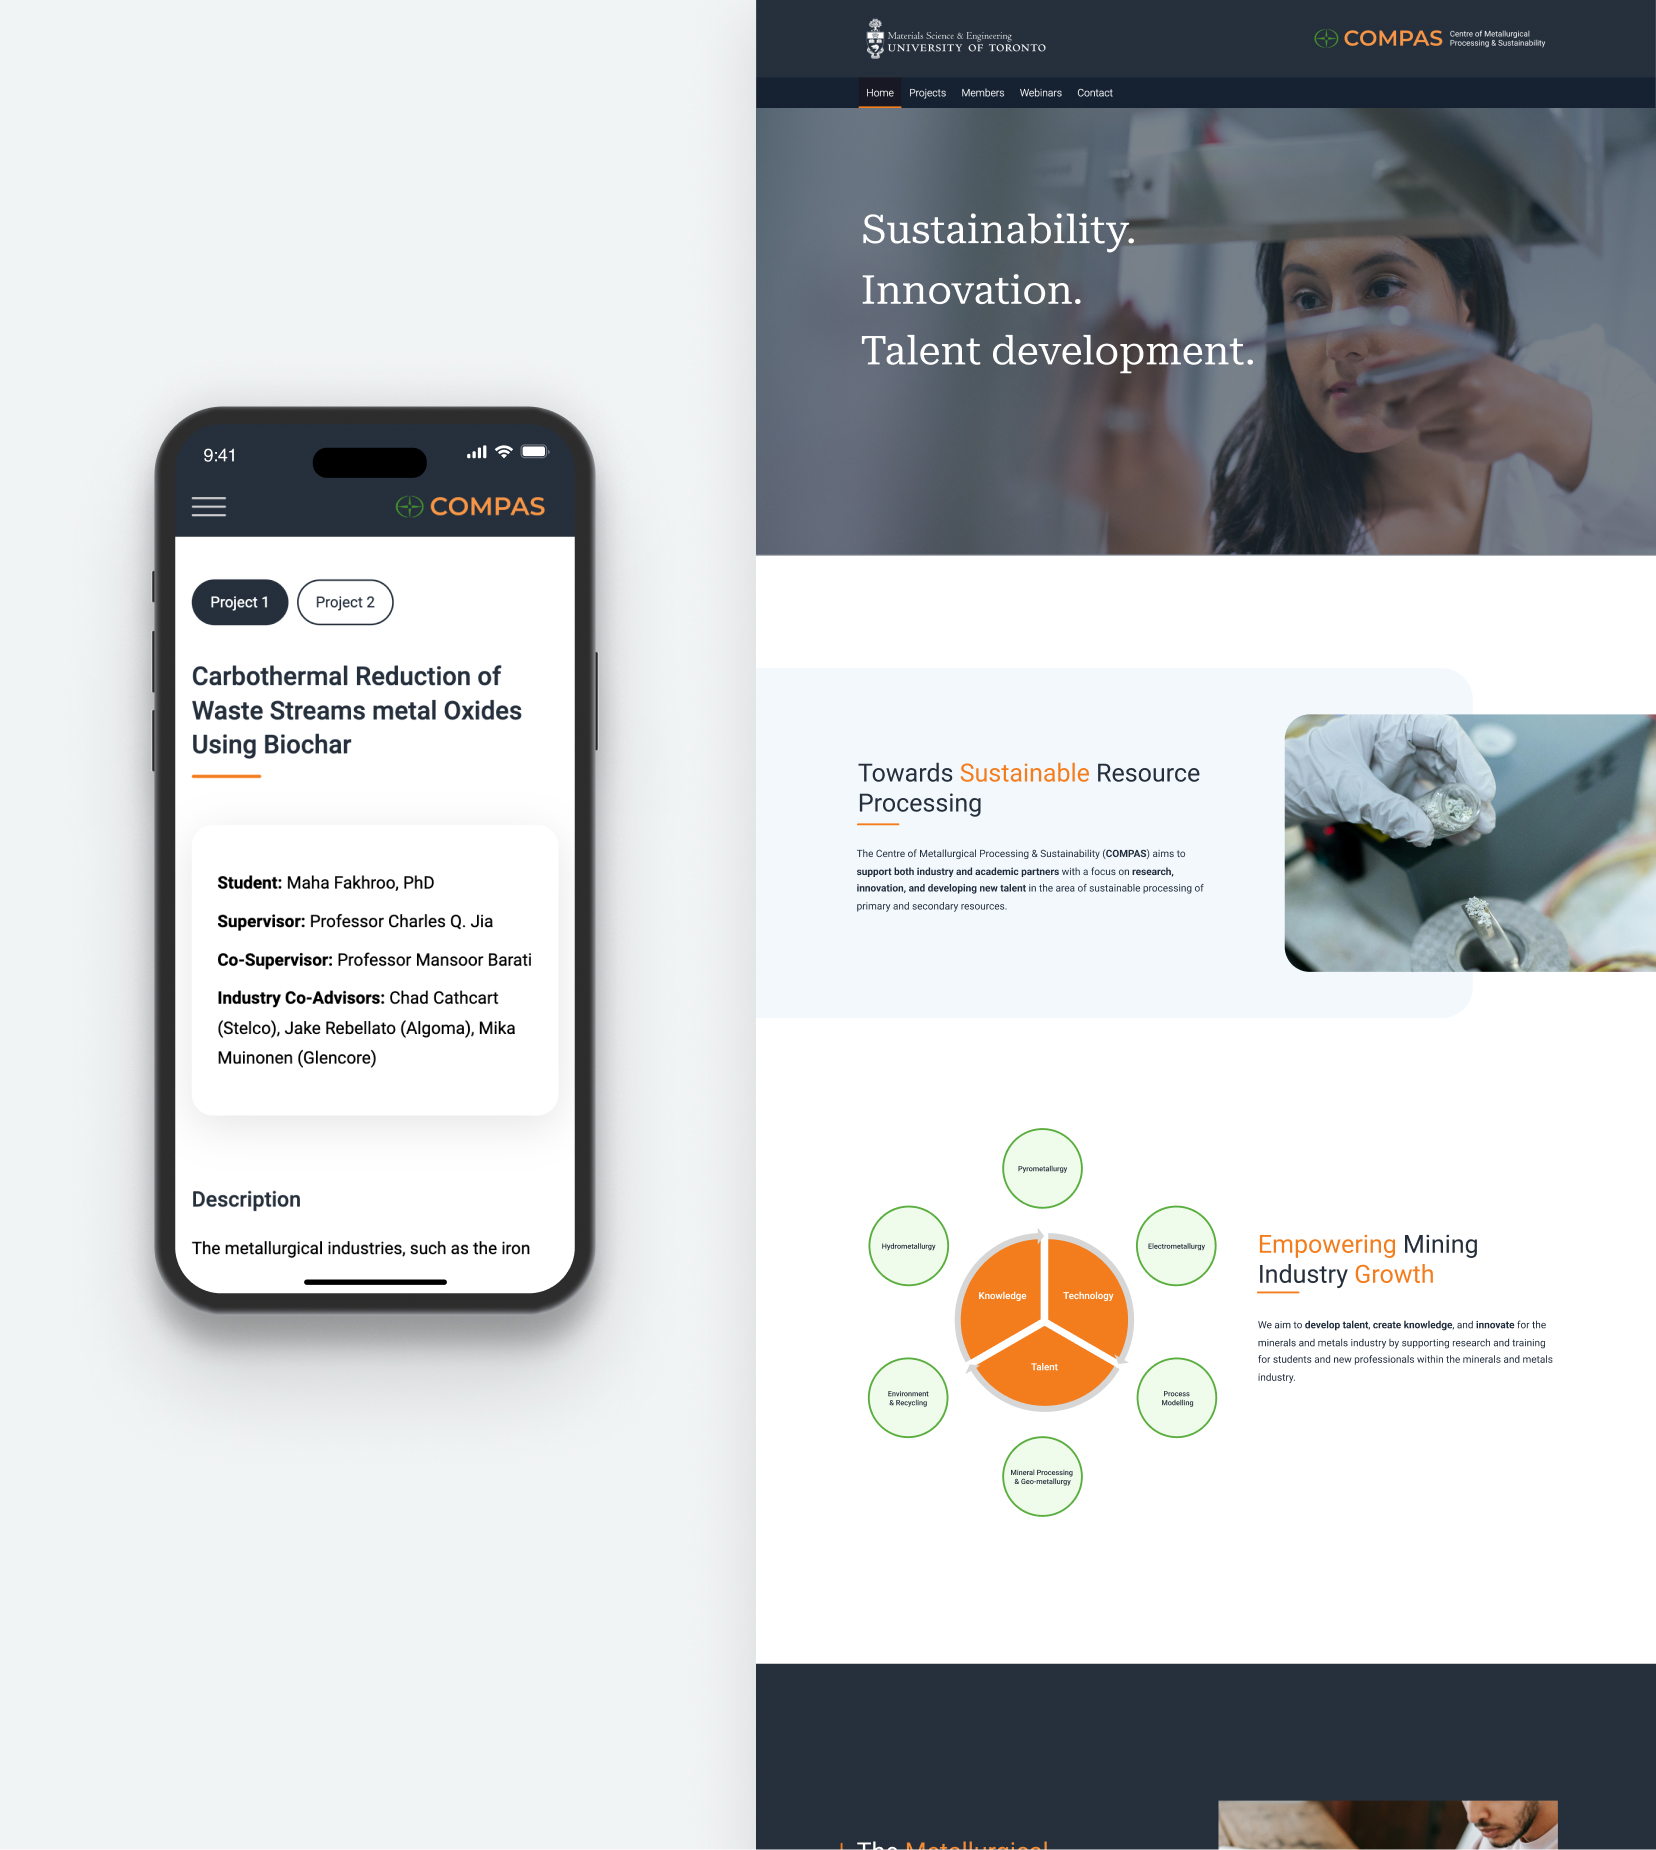 9:41
COMPAS
Project 1
Project 2
Carbothermal Reduction of
Waste Streams metal Oxides
Using Biochar
Student: Maha Fakhroo, PhD
Supervisor: Professor Charles Q. Jia
Co-Supervisor: Professor Mansoor Barati
Industry Co-Advisors: Chad Cathcart
(Stelco), Jake Rebellato (Algoma), Mika
Muinonen (Glencore)
Description
The metallurgical industries, such as the iron
Materials Science & Engineering
UNIVERSITY OF TORONTO
COMPAS
Centre of Metallurgical
Processing & Sustainability
Home
Projects
Members
Webinars
Contact
Sustainability.
Innovation.
Talent development.
Towards Sustainable Resource
Processing
The Centre of Metallurgical Processing & Sustainability (COMPAS) aims to
support both industry and academic partners with a focus on research,
innovation, and developing new talent in the area of sustainable processing of
primary and secondary resources.
Pyrometallurgy
Hydrometallurgy
Electrometallurgy
Knowledge
Technology
Talent
Environment
& Recycling
Process
Modelling
Mineral Processing
& Geo-metallurgy
Empowering Mining
Industry Growth
We aim to develop talent, create knowledge, and innovate for the
minerals and metals industry by supporting research and training
for students and new professionals within the minerals and metals
industry.
The Metallurgical